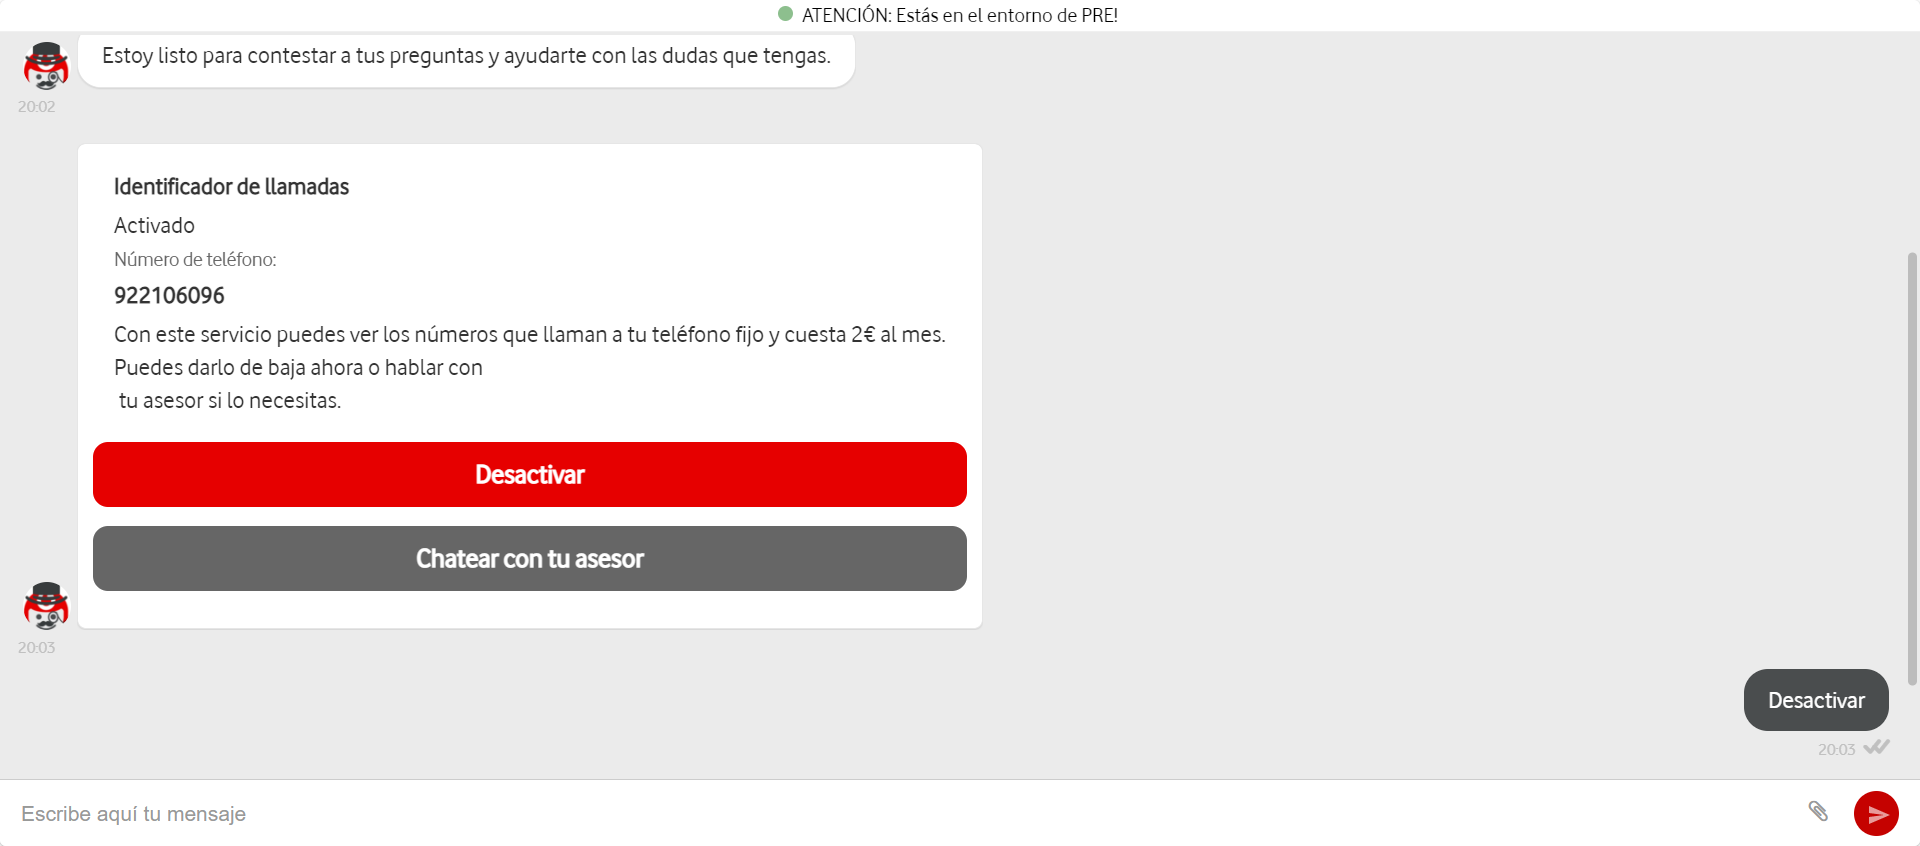 ATENCIÓN: Estás en el entorno de PRE!
Estoy listo para contestar a tus preguntas y ayudarte con las dudas que tengas.
20:02
Identificador de llamadas
Activado
Número de teléfono:
922106096
Con este servicio puedes ver los números que llaman a tu teléfono fijo y cuesta 2€ al mes.
Puedes darlo de baja ahora o hablar con
tu asesor si lo necesitas.
Desactivar
Chatear con tu asesor
20:03
Desactivar
20:03
Escribe aquí tu mensaje